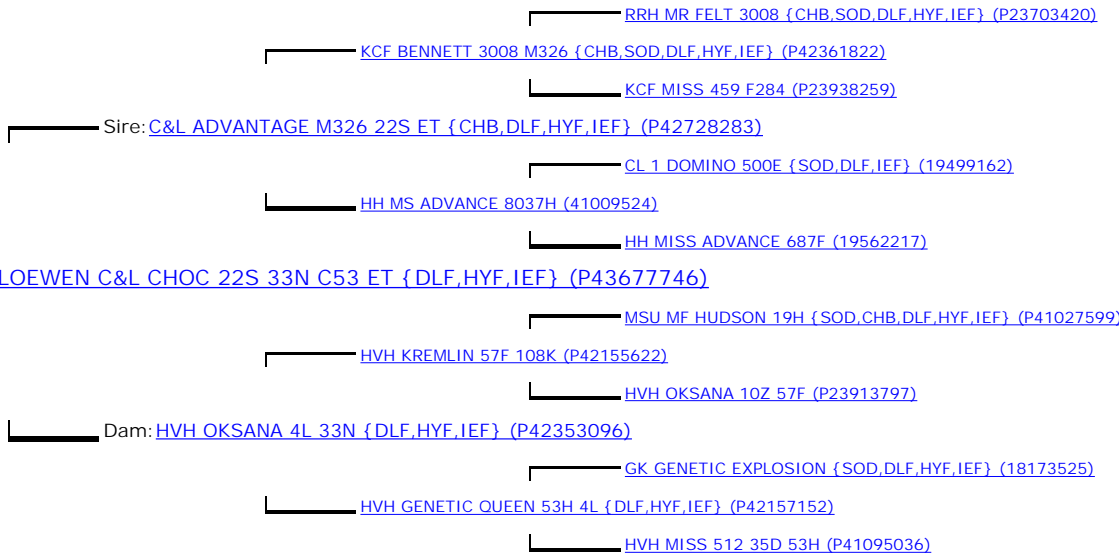 RRH MR FELT 3008 {CHB,SOD,DLF,HYF,IEF} (P23703420)
KCF BENNETT 3008 M326 {CHB,SOD,DLF,HYF,IEF} (P42361822)
KCF MISS 459 F284 (P23938259)
Sire: C&L ADVANTAGE M326 22S ET {CHB,DLF,HYF,IEF} (P42728283)
CL 1 DOMINO 500E {SOD,DLF,IEF} (19499162)
HH MS ADVANCE 8037H (41009524)
HH MISS ADVANCE 687F (19562217)
LOEWEN C&L CHOC 22S 33N C53 ET {DLF,HYF,IEF} (P43677746)
MSU MF HUDSON 19H {SOD,CHB,DLF,HYF,IEF} (P41027599)
HVH KREMLIN 57F 108K (P42155622)
HVH OKSANA 10Z 57F (P23913797)
Dam: HVH OKSANA 4L 33N {DLF,HYF,IEF} (P42353096)
GK GENETIC EXPLOSION {SOD,DLF,HYF,IEF} (18173525)
HVH GENETIC QUEEN 53H 4L {DLF,HYF,IEF} (P42157152)
HVH MISS 512 35D 53H (P41095036)